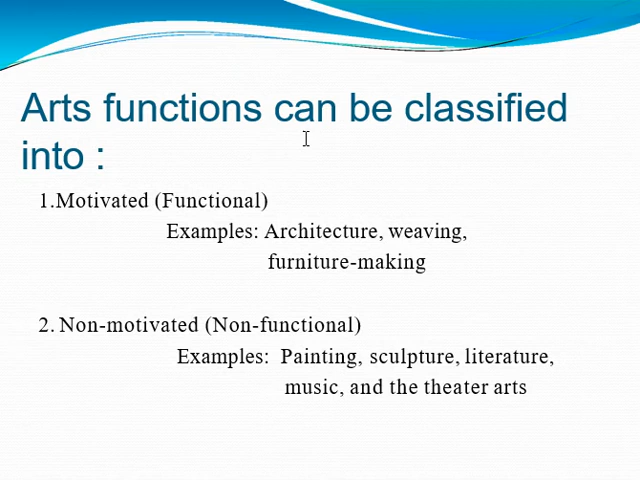 Arts functions can be classified
into :
1.Motivated (Functional)
Examples: Architecture, weaving,
furniture-making
2. Non-motivated (Non-functional)
Examples: Painting, sculpture, literature,
music, and the theater arts